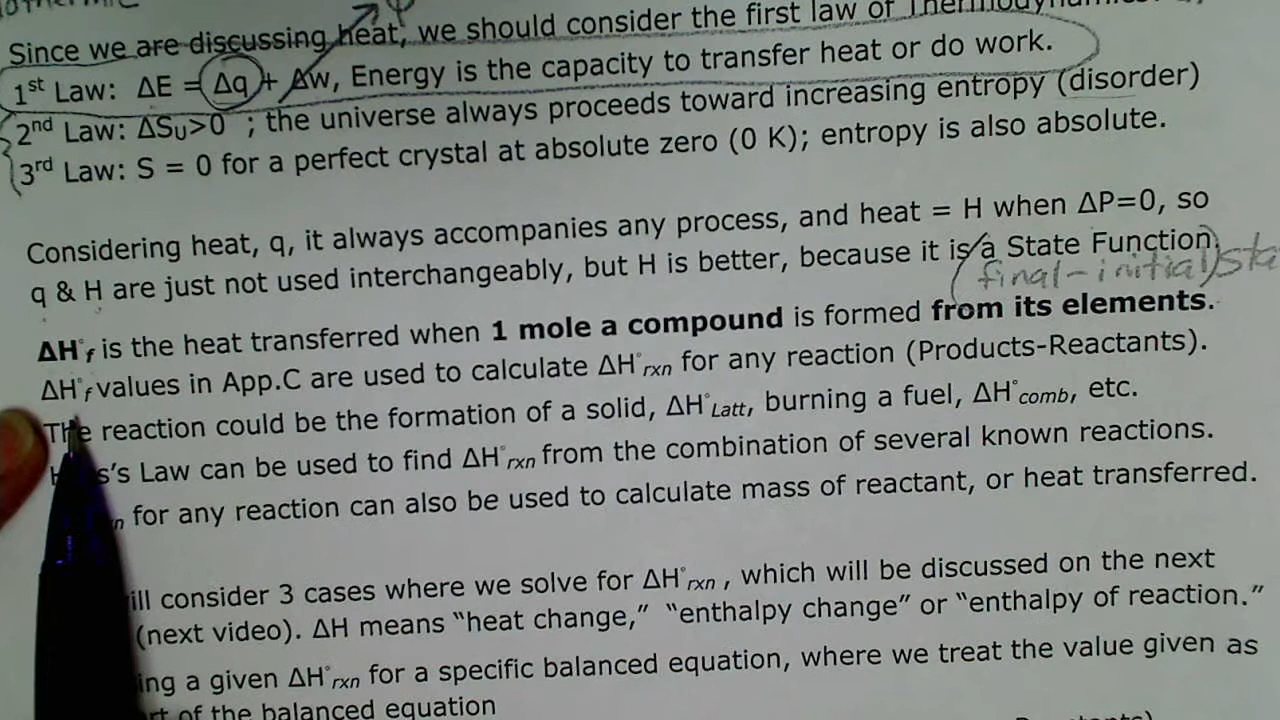 Since we are discussing heat, we should consider the first law of
1st Law: ΔE = Δq + Δw, Energy is the capacity to transfer heat or do work.
2nd Law: ΔSU>0 ; the universe always proceeds toward increasing entropy (disorder)
3rd Law: S = 0 for a perfect crystal at absolute zero (0 K); entropy is also absolute.
Considering heat, q, it always accompanies any process, and heat = H when ΔP=0, so
q & H are just not used interchangeably, but H is better, because it is a State Function.
(final-initial)
ΔH°f is the heat transferred when 1 mole a compound is formed from its elements.
ΔH°f values in App.C are used to calculate ΔH°rxn for any reaction (Products-Reactants).
The reaction could be the formation of a solid, ΔH°Latt, burning a fuel, ΔH°comb, etc.
Law can be used to find ΔH°rxn from the combination of several known reactions.
for any reaction can also be used to calculate mass of reactant, or heat transferred.
consider 3 cases where we solve for ΔH°rxn, which will be discussed on the next
(next video). ΔH means “heat change,” “enthalpy change” or “enthalpy of reaction.”
a given ΔH°rxn for a specific balanced equation, where we treat the value given as
of the balanced equation